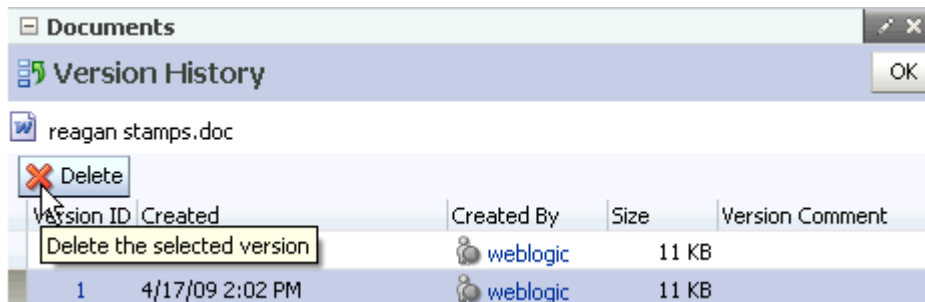 Documents
Version History
OK
reagan stamps.doc
Delete
Version ID Created Created By Size Version Comment
Delete the selected version
weblogic 11 KB
1 4/17/09 2:02 PM weblogic 11 KB